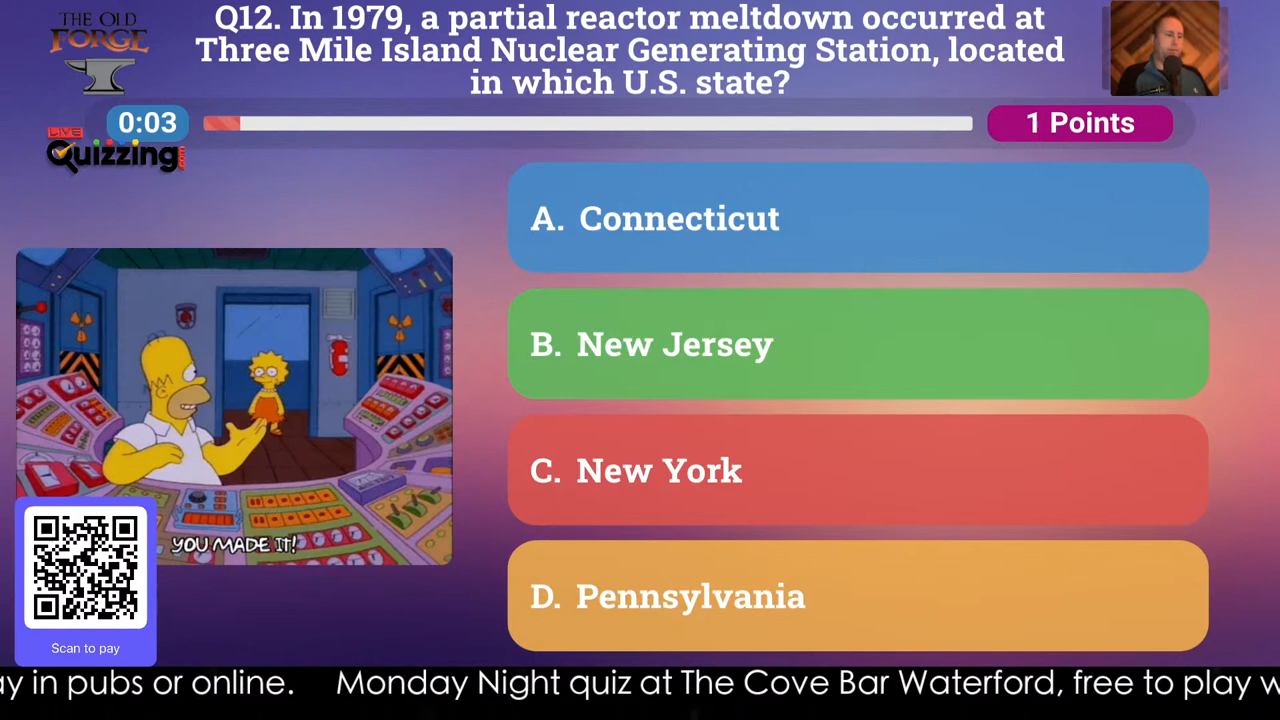 THE OLD
FORGE
Q12. In 1979, a partial reactor meltdown occurred at
Three Mile Island Nuclear Generating Station, located
in which U.S. state?
0:03
1 Points
LIVE
Quizzing
.com
A. Connecticut
B. New Jersey
C. New York
D. Pennsylvania
YOU MADE IT!
Scan to pay
ay in pubs or online. Monday Night quiz at The Cove Bar Waterford, free to play w